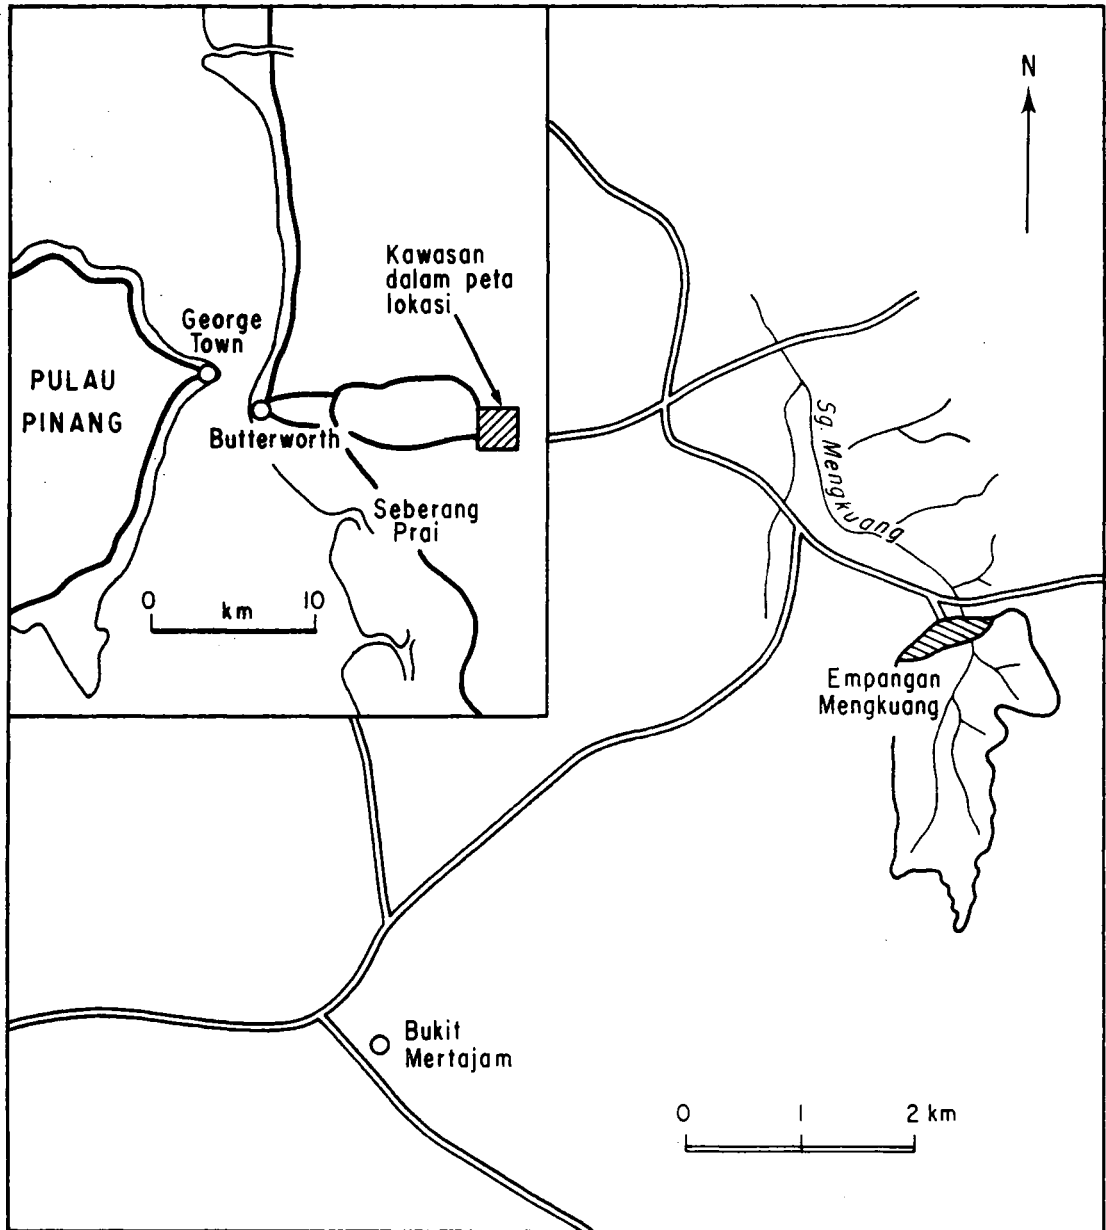 N
Kawasan
dalam peta
lokasi
George
Town
PULAU
PINANG
Butterworth
Seberang
Prai
0 km 10
Sg. Mengkuang
Empangan
Mengkuang
Bukit
Mertajam
0 1 2 km